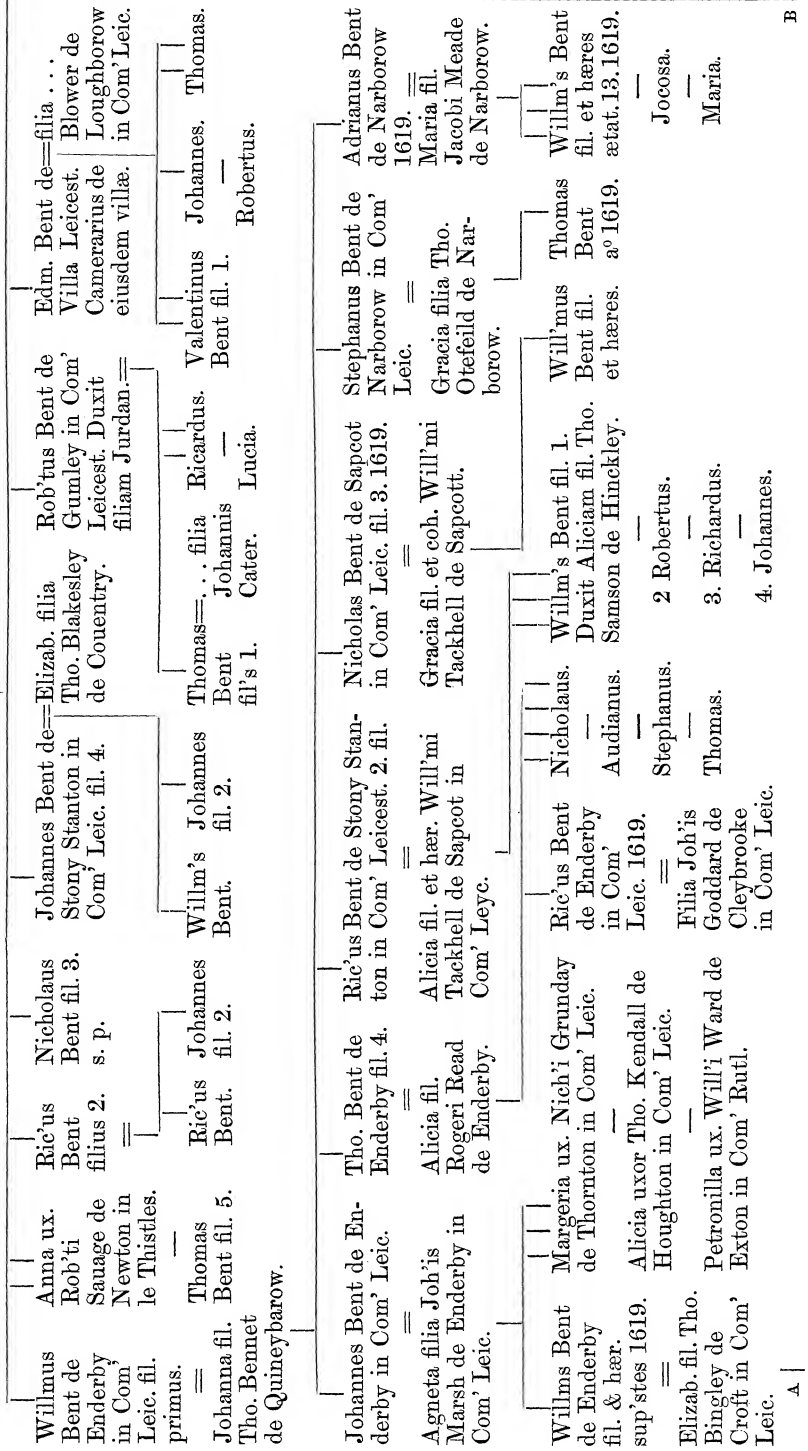 Willmus
Bent de
Enderby
in Com'
Leic. fil.
primus.
=
Johanna fil.
Tho. Bennet
de Quineybarow.
Anna ux.
Rob'ti
Sauage de
Newton in
le Thistles.
—
Thomas
Bent fil. 5.
Ric'us
Bent
filius 2.
=
Nicholaus
Bent fil. 3.
s. p.
Johannes Bent de==Elizab. filia
Stony Stanton in Tho. Blakesley
Com' Leic. fil. 4. de Couentry.
Rob'tus Bent de
Gumley in Com'
Leicest. Duxit
filiam Jurdan.=
Edm. Bent de==filia . . .
Villa Leicest. Blower de
Camerarius de Loughborow
eiusdem villæ. in Com' Leic.
Ric'us Johannes
Bent. fil. 2.
Willm's Johannes
Bent. fil. 2.
Thomas==. . . filia
Bent Johannis
fil's 1. Cater.
Ricardus.
—
Lucia.
Valentinus
Bent fil. 1.
Johannes.
—
Robertus.
Thomas.
Johannes Bent de En-
derby in Com' Leic.
=
Agneta filia Joh'is
Marsh de Enderby in
Com' Leic.
Tho. Bent de
Enderby fil. 4.
=
Alicia fil.
Rogeri Read
de Enderby.
Ric'us Bent de Stony Stan-
ton in Com' Leicest. 2. fil.
=
Alicia fil. et hær. Will'mi
Tackhell de Sapcot in
Com' Leyc.
Nicholas Bent de Sapcot
in Com' Leic. fil. 3. 1619.
=
Gracia fil. et coh. Will'mi
Tackhell de Sapcott.
Stephanus Bent de
Narborow in Com'
Leic.
=
Gracia filia Tho.
Otefeild de Nar-
borow.
Adrianus Bent
de Narborow
1619. =
Maria fil.
Jacobi Meade
de Narborow.
Willms Bent
de Enderby
fil. & hær.
sup'stes 1619.
=
Elizab. fil. Tho.
Bingley de
Croft in Com'
Leic.
A
Margeria ux. Nich'i Grunday
de Thornton in Com' Leic.
—
Alicia uxor Tho. Kendall de
Houghton in Com' Leic.
—
Petronilla ux. Will'i Ward de
Exton in Com' Rutl.
Ric'us Bent
de Enderby
in Com'
Leic. 1619.
=
Filia Joh'is
Goddard de
Cleybrooke
in Com' Leic.
Nicholaus.
—
Audianus.
—
Stephanus.
—
Thomas.
Willm's Bent fil. 1.
Duxit Aliciam fil. Tho.
Samson de Hinckley.
—
2 Robertus.
—
3. Richardus.
—
4. Johannes.
Will'mus
Bent fil.
et hæres.
Thomas
Bent
aº 1619.
Willm's Bent
fil. et hæres
ætat. 13. 1619.
—
Jocosa.
—
Maria.
B